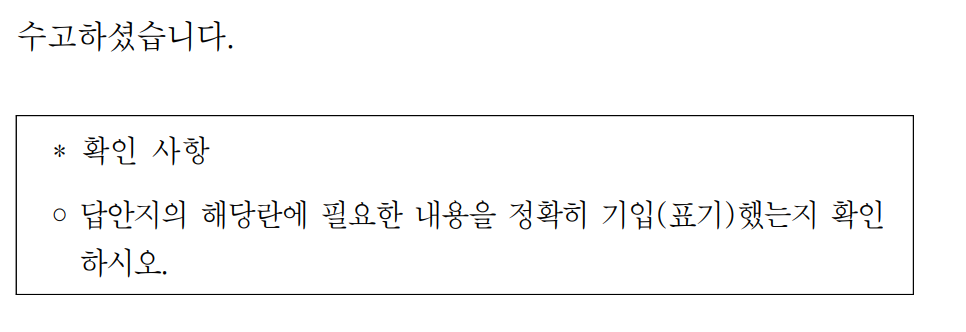 수고하셨습니다.
* 확인 사항
○ 답안지의 해당란에 필요한 내용을 정확히 기입(표기)했는지 확인
하시오.